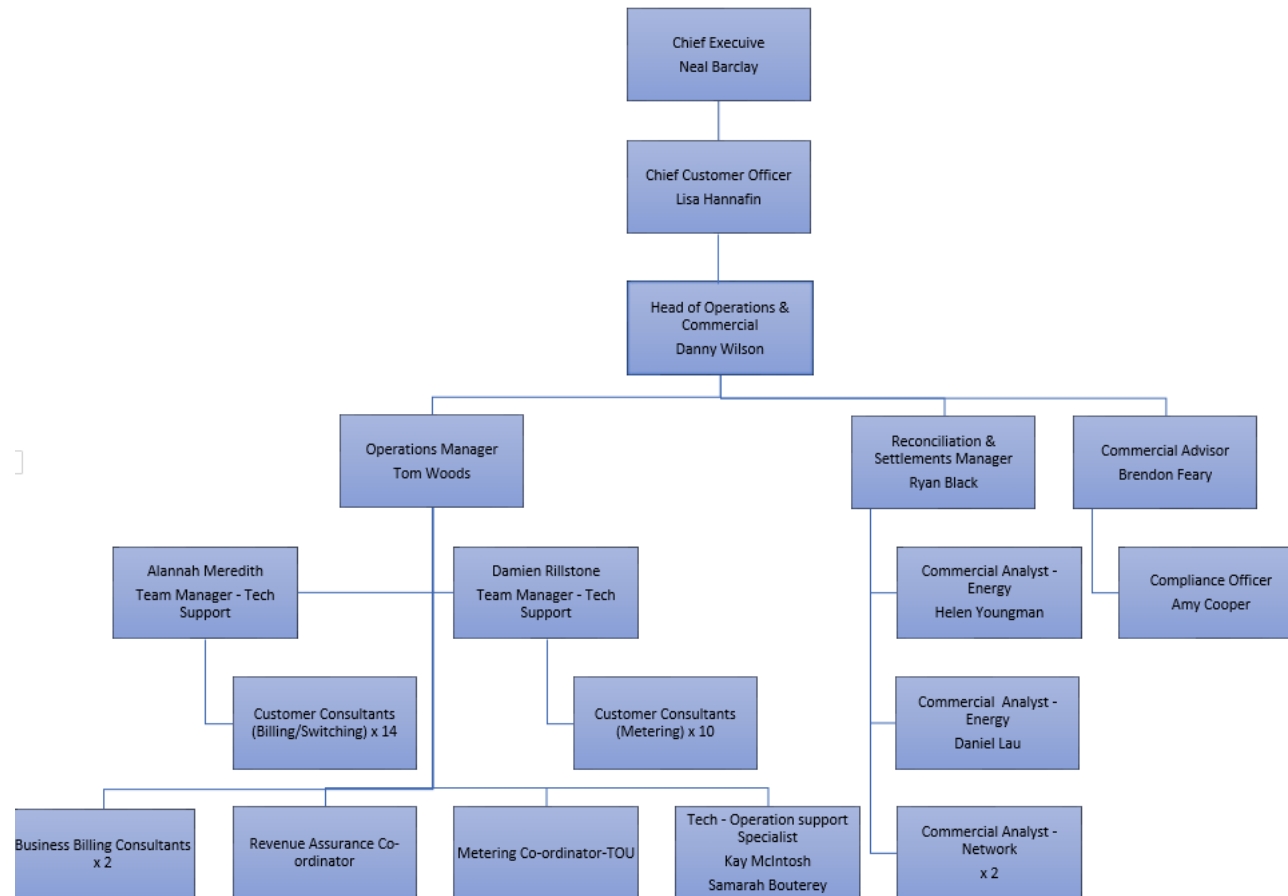 Chief Execuive
Neal Barclay
Chief Customer Officer
Lisa Hannafin
Head of Operations &
Commercial
Danny Wilson
Operations Manager
Tom Woods
Reconciliation &
Settlements Manager
Ryan Black
Commercial Advisor
Brendon Feary
Alannah Meredith
Team Manager - Tech
Support
Damien Rillstone
Team Manager - Tech
Support
Commercial Analyst -
Energy
Helen Youngman
Compliance Officer
Amy Cooper
Customer Consultants
(Billing/Switching) x 14
Customer Consultants
(Metering) x 10
Commercial Analyst -
Energy
Daniel Lau
Business Billing Consultants
x 2
Revenue Assurance Co-
ordinator
Metering Co-ordinator-TOU
Tech - Operation support
Specialist
Kay McIntosh
Samarah Bouterey
Commercial Analyst -
Network
x 2